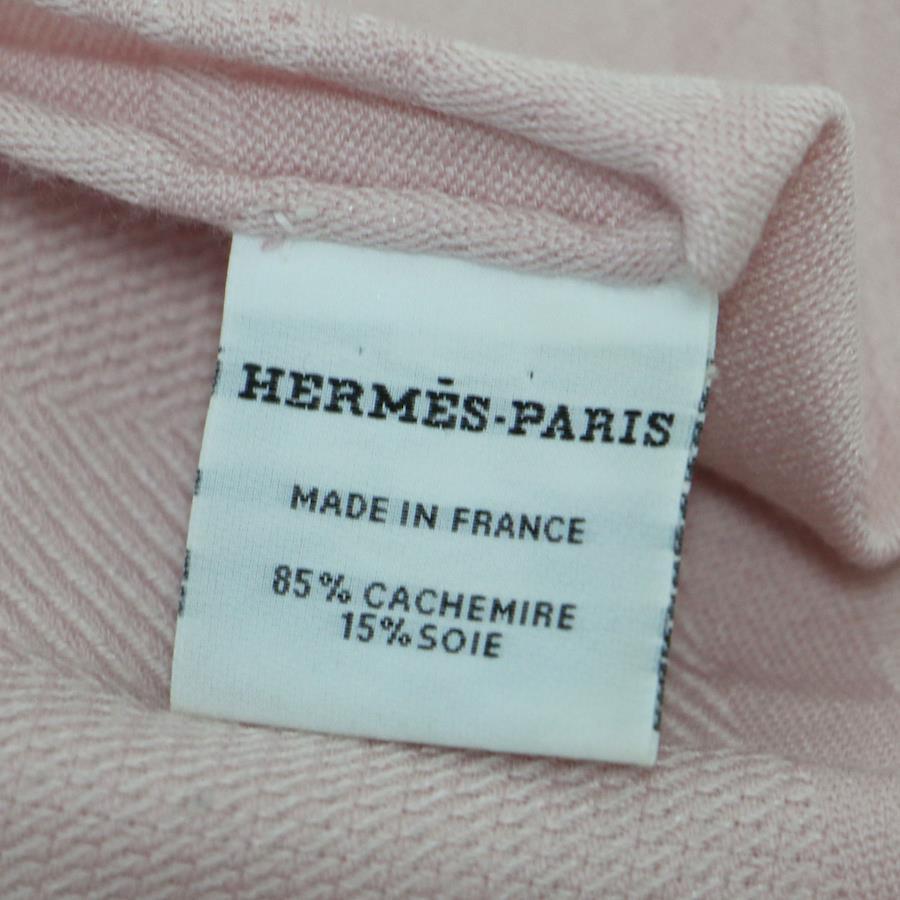 HERMÈS-PARIS
MADE IN FRANCE
85% CACHEMIRE
15% SOIE